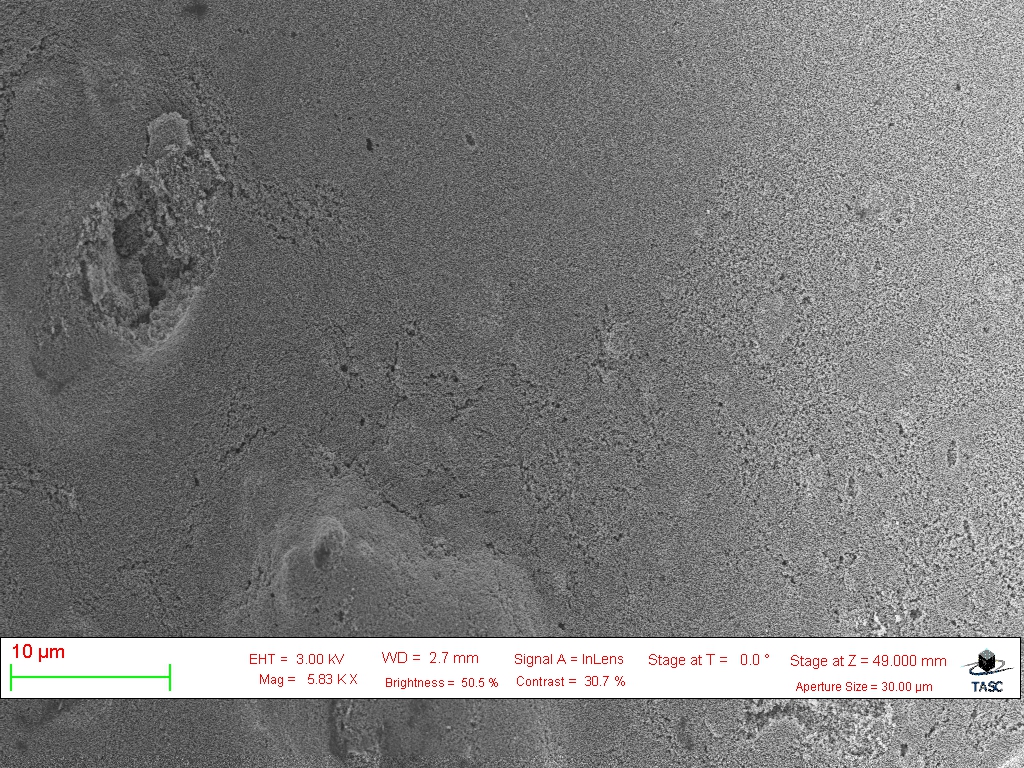 10 µm
EHT = 3.00 kV WD = 2.7 mm Signal A = InLens Stage at T = 0.0 ° Stage at Z = 49.000 mm
Mag = 5.83 K X Brightness = 50.5 % Contrast = 30.7 % Aperture Size = 30.00 µm
TASC